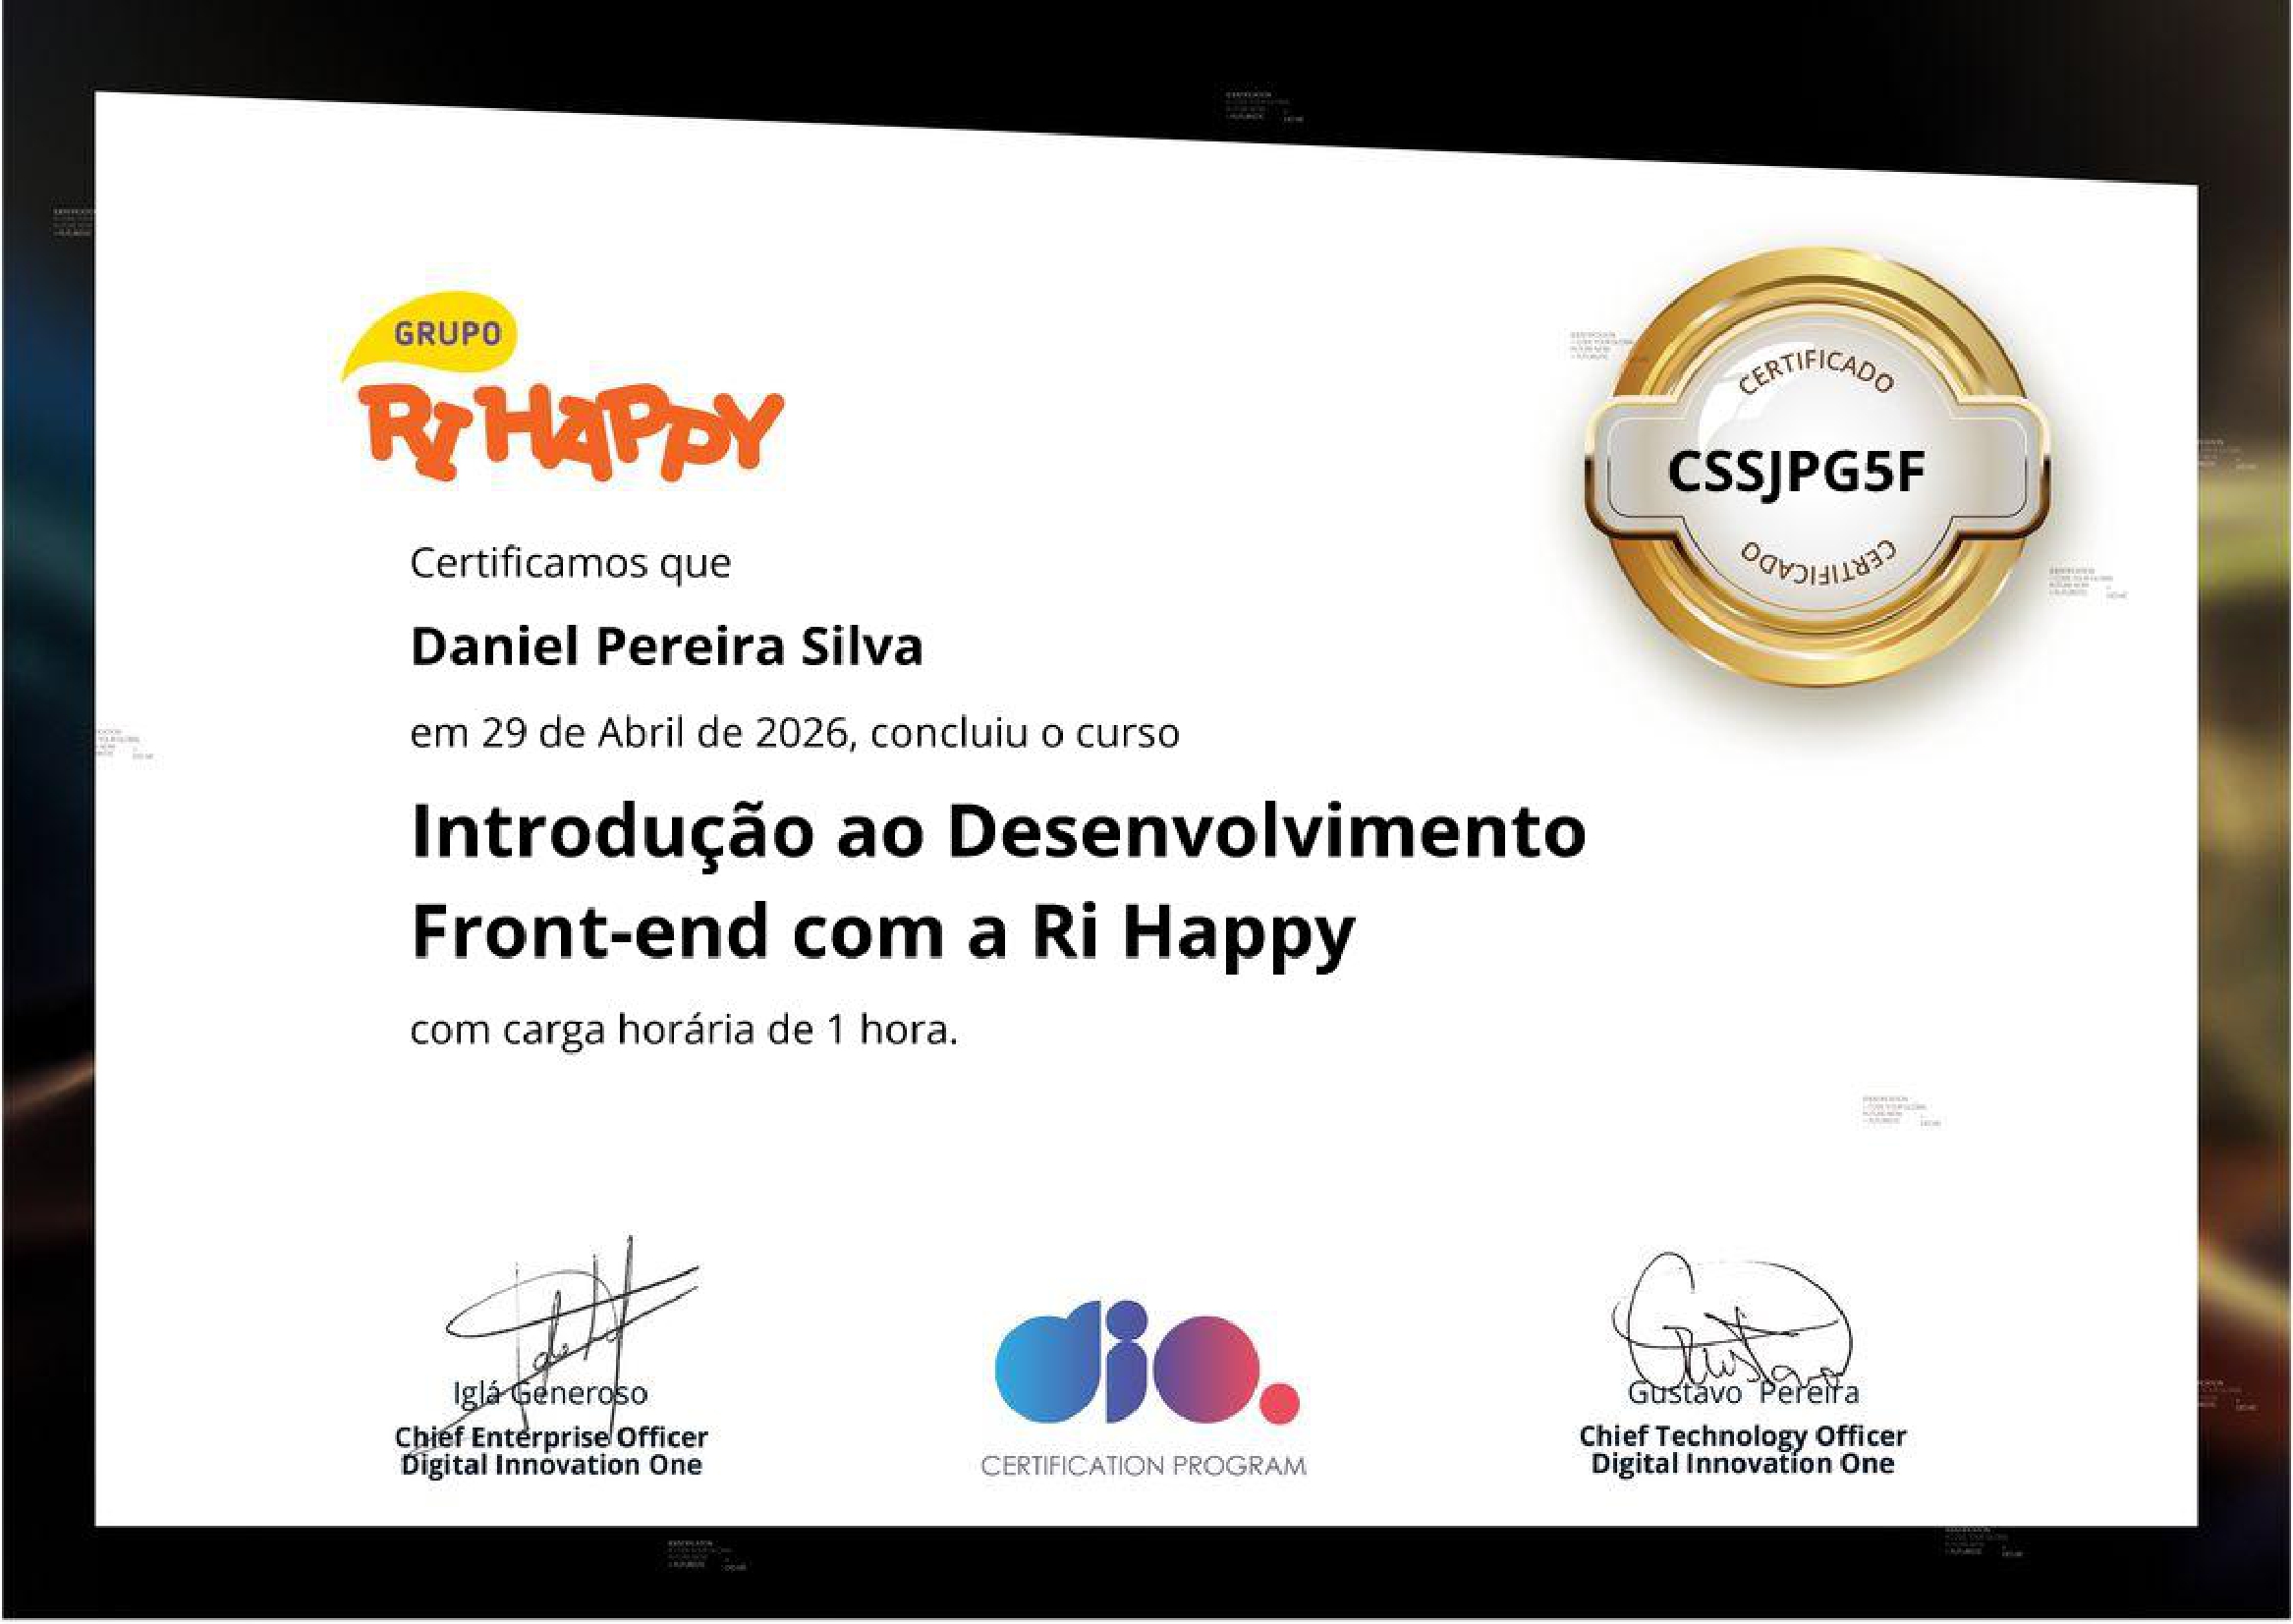 GRUPO
RI HAPPY
CERTIFICADO
CSSJPG5F
CERTIFICADO
Certificamos que
Daniel Pereira Silva
em 29 de Abril de 2026, concluiu o curso
Introdução ao Desenvolvimento
Front-end com a Ri Happy
com carga horária de 1 hora.
Iglá Generoso
Chief Enterprise Officer
Digital Innovation One
dio.
CERTIFICATION PROGRAM
Gustavo Pereira
Chief Technology Officer
Digital Innovation One